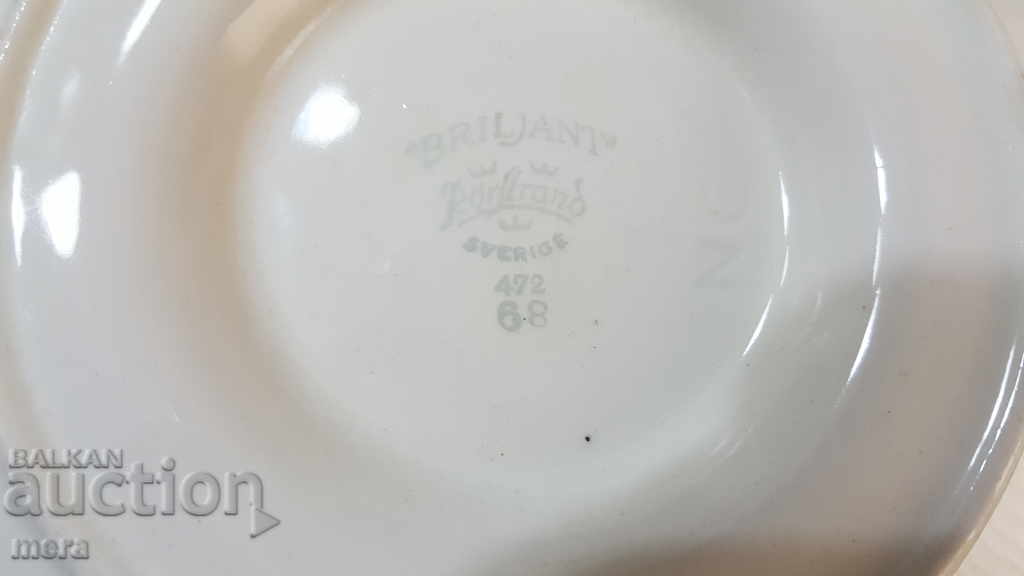 "BRILJANT"
Rörstrand
SVERIGE
472
68
N
BALKAN
auction
mera